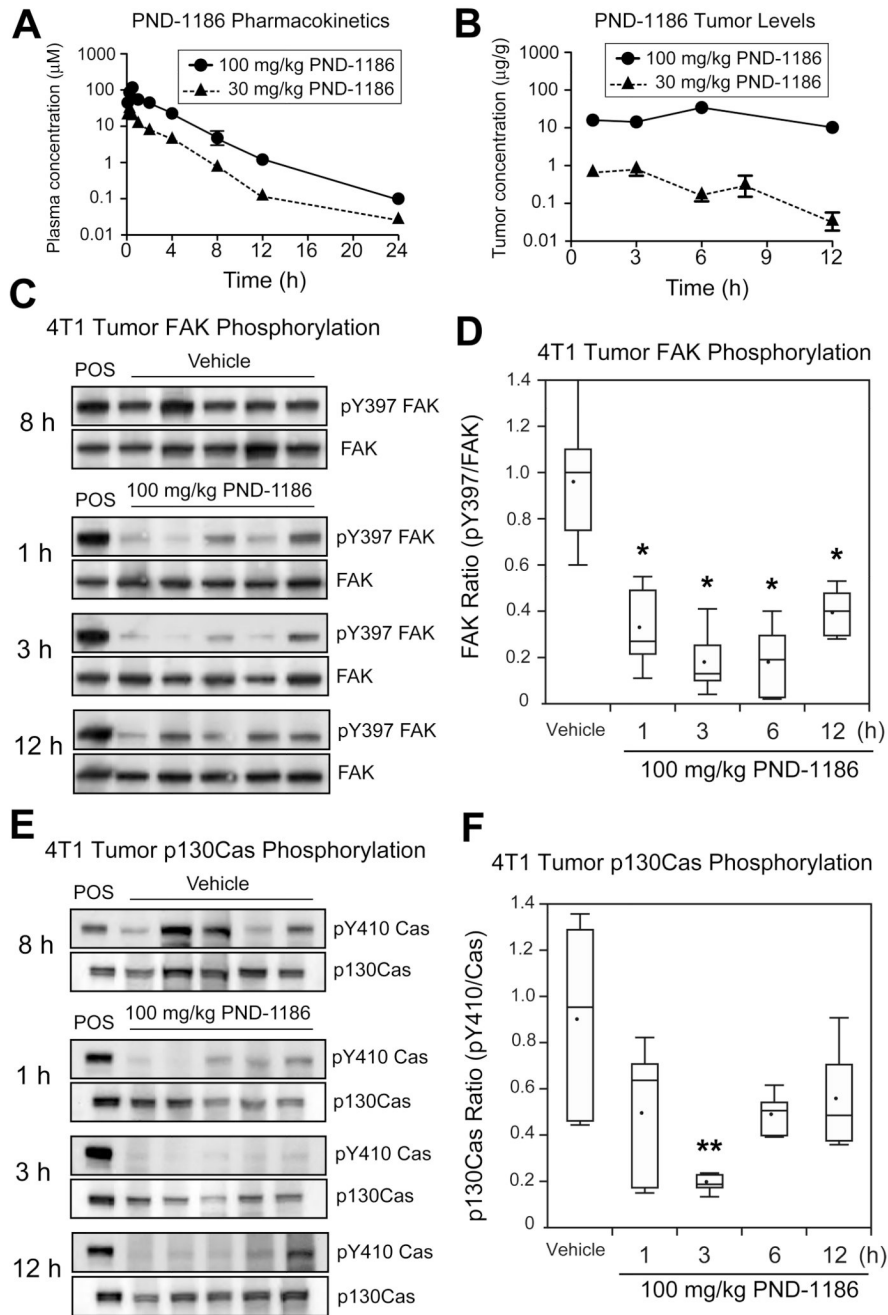 A
PND-1186 Pharmacokinetics
Plasma concentration (μM)
1000
100
10
1
0.1
0.01
100 mg/kg PND-1186
30 mg/kg PND-1186
0 4 8 12 16 20 24
Time (h)
B
PND-1186 Tumor Levels
Tumor concentration (μg/g)
1000
100
10
1
0.1
0.01
100 mg/kg PND-1186
30 mg/kg PND-1186
0 3 6 9 12
Time (h)
C
4T1 Tumor FAK Phosphorylation
POS Vehicle
8 h
pY397 FAK
FAK
POS 100 mg/kg PND-1186
1 h
pY397 FAK
FAK
3 h
pY397 FAK
FAK
12 h
pY397 FAK
FAK
D
4T1 Tumor FAK Phosphorylation
FAK Ratio (pY397/FAK)
1.4
1.2
1.0
0.8
0.6
0.4
0.2
0
* * * *
Vehicle 1 3 6 12 (h)
100 mg/kg PND-1186
E
4T1 Tumor p130Cas Phosphorylation
POS Vehicle
8 h
pY410 Cas
p130Cas
POS 100 mg/kg PND-1186
1 h
pY410 Cas
p130Cas
3 h
pY410 Cas
p130Cas
12 h
pY410 Cas
p130Cas
F
4T1 Tumor p130Cas Phosphorylation
p130Cas Ratio (pY410/Cas)
1.4
1.2
1.0
0.8
0.6
0.4
0.2
0
**
Vehicle 1 3 6 12 (h)
100 mg/kg PND-1186